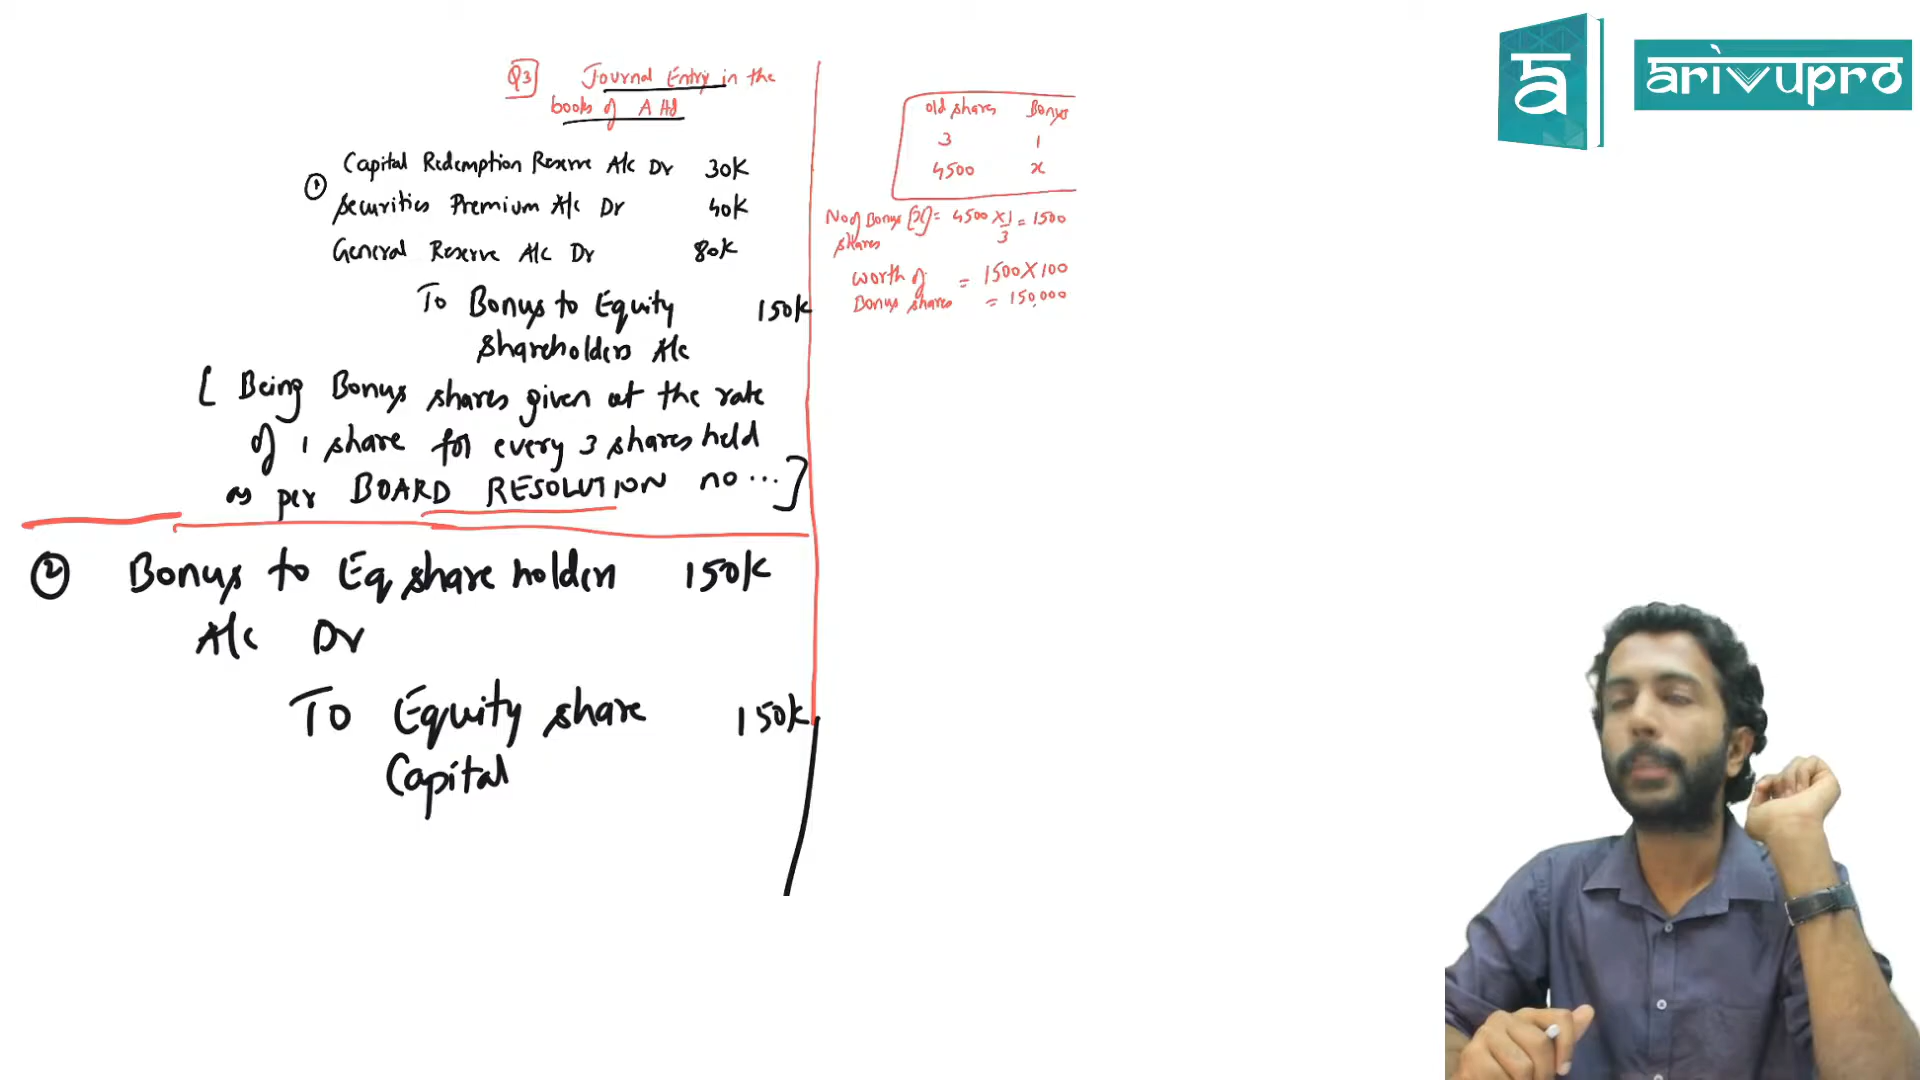 Q3 Journal Entry in the
books of A ltd
① Capital Redemption Reserve A/c Dr 30K
Securities Premium A/c Dr 40K
General Reserve A/c Dr 80K
To Bonus to Equity 150K
Shareholders A/c
[ Being Bonus shares given at the rate
of 1 share for every 3 shares held
as per BOARD RESOLUTION no ... ]
② Bonus to Eq share holders 150K
A/c Dr
To Equity share 150K
Capital
old shares Bonus
3 1
4500 x
No of Bonus [x] = 4500 X 1/3 = 1500
shares
worth of = 1500 X 100
Bonus shares = 150,000
arivupro